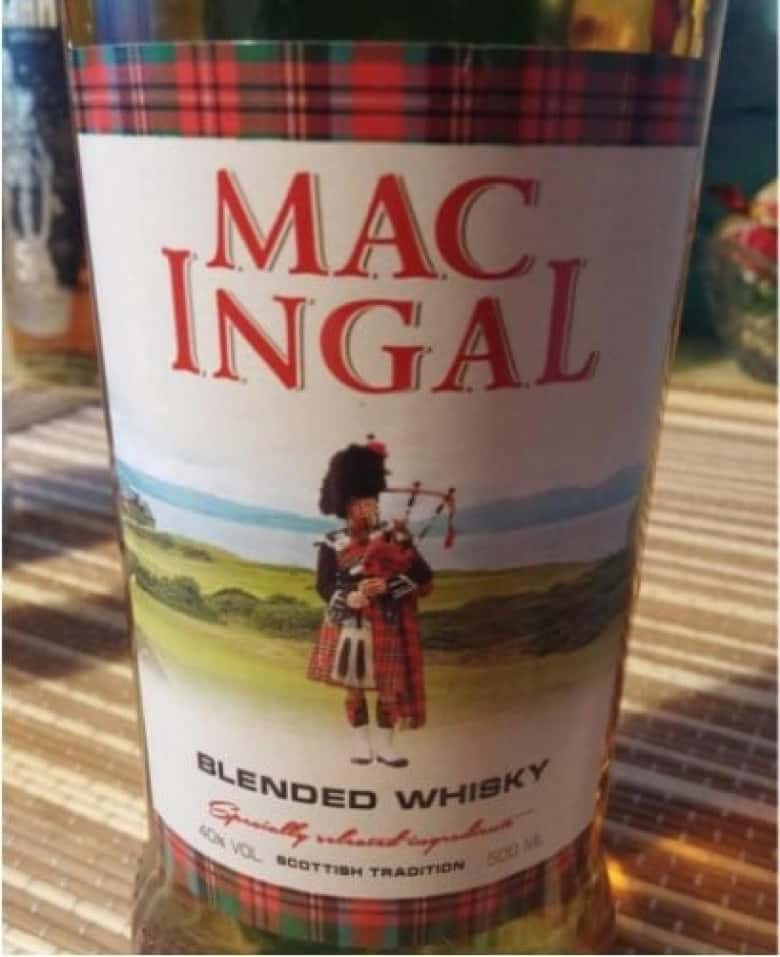 MAC
INGAL
BLENDED WHISKY
Specially selected ingredients
40% VOL. SCOTTISH TRADITION 500 ML